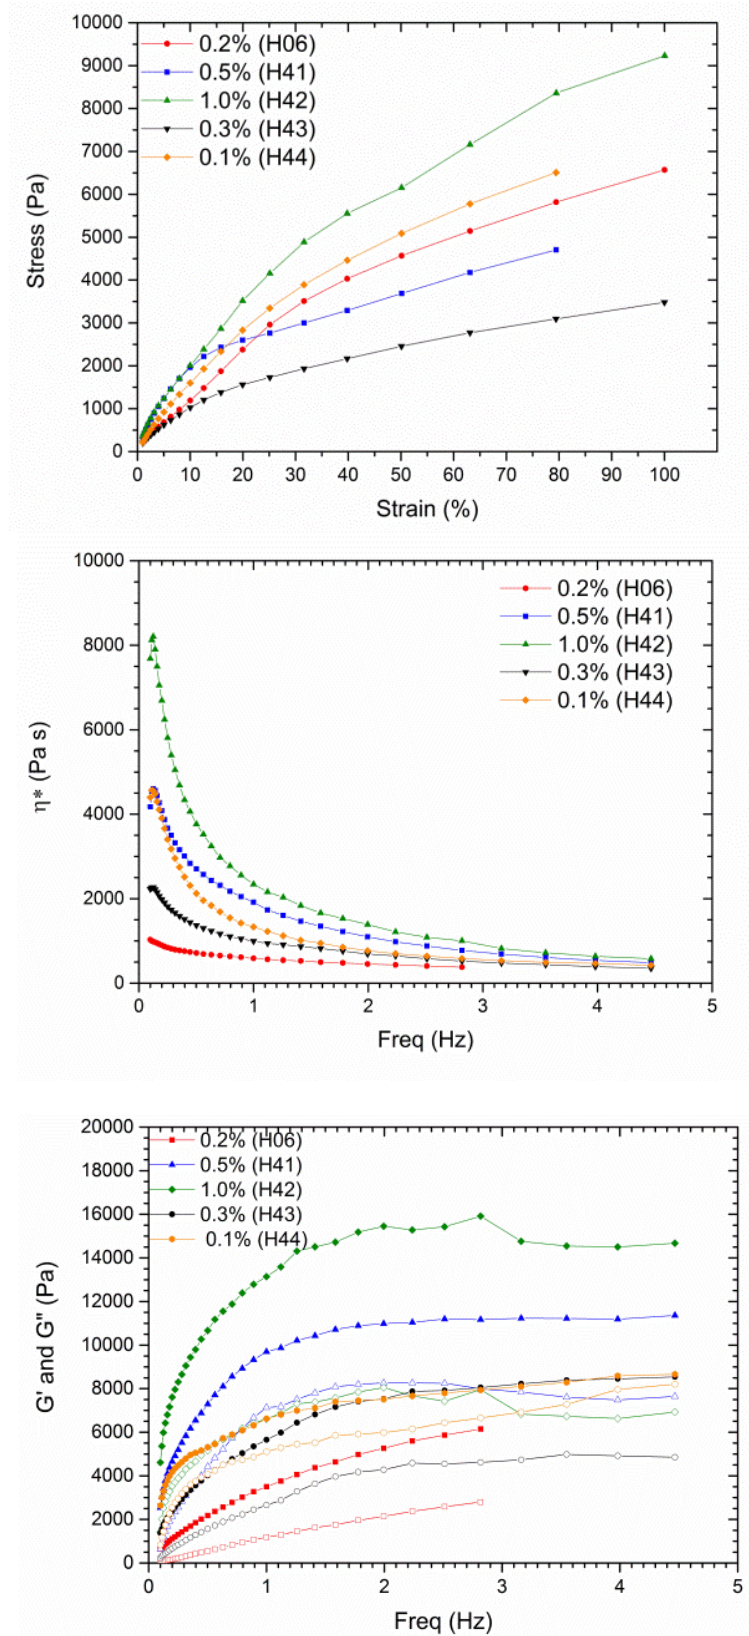 10000
9000
8000
7000
6000
5000
4000
3000
2000
1000
0
Stress (Pa)
0.2% (H06)
0.5% (H41)
1.0% (H42)
0.3% (H43)
0.1% (H44)
0 10 20 30 40 50 60 70 80 90 100
Strain (%)
10000
8000
6000
4000
2000
0
η* (Pa s)
0.2% (H06)
0.5% (H41)
1.0% (H42)
0.3% (H43)
0.1% (H44)
0 1 2 3 4 5
Freq (Hz)
20000
18000
16000
14000
12000
10000
8000
6000
4000
2000
0
G' and G" (Pa)
0.2% (H06)
0.5% (H41)
1.0% (H42)
0.3% (H43)
0.1% (H44)
0 1 2 3 4 5
Freq (Hz)